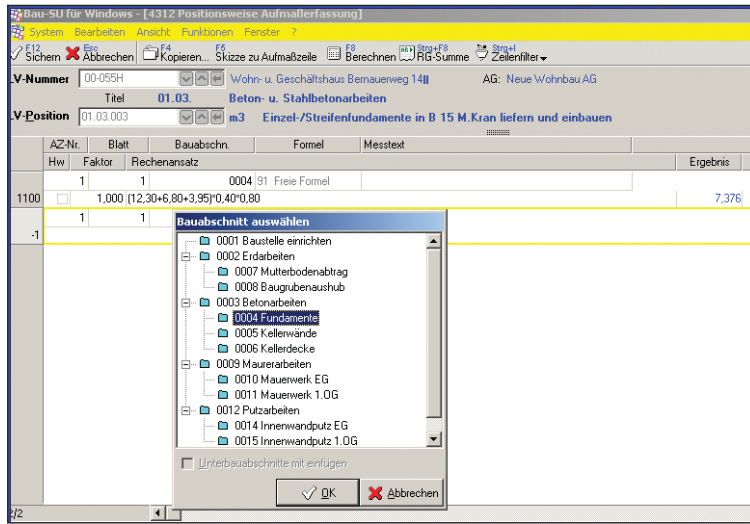 Bau-SU für Windows - [4312 Positionsweise Aufmaßerfassung]
System Bearbeiten Ansicht Funktionen Fenster ?
F12 Esc F4 F6 F8 Strg+F8 Strg+I
Sichern Abbrechen Kopieren... Skizze zu Aufmaßzeile Berechnen RG-Summe Zeilenfilter
LV-Nummer 00-055H Wohn- u. Geschäftshaus Bernauerweg 14II AG: Neue Wohnbau AG
Titel 01.03. Beton- u. Stahlbetonarbeiten
LV-Position 01.03.003 m3 Einzel-/Streifenfundamente in B 15 M.Kran liefern und einbauen
AZ-Nr. Blatt Bauabschn. Formel Messtext
Hw Faktor Rechenansatz Ergebnis
1 1 0004 91 Freie Formel
1100 1,000 (12,30+6,80+3,95)*0,40*0,80 7,376
1 1
-1
Bauabschnitt auswählen
0001 Baustelle einrichten
0002 Erdarbeiten
0007 Mutterbodenabtrag
0008 Baugrubenaushub
0003 Betonarbeiten
0004 Fundamente
0005 Kellerwände
0006 Kellerdecke
0009 Maurerarbeiten
0010 Mauerwerk EG
0011 Mauerwerk 1.OG
0012 Putzarbeiten
0014 Innenwandputz EG
0015 Innenwandputz 1.OG
Unterbauabschnitte mit einfügen
OK Abbrechen
2/2